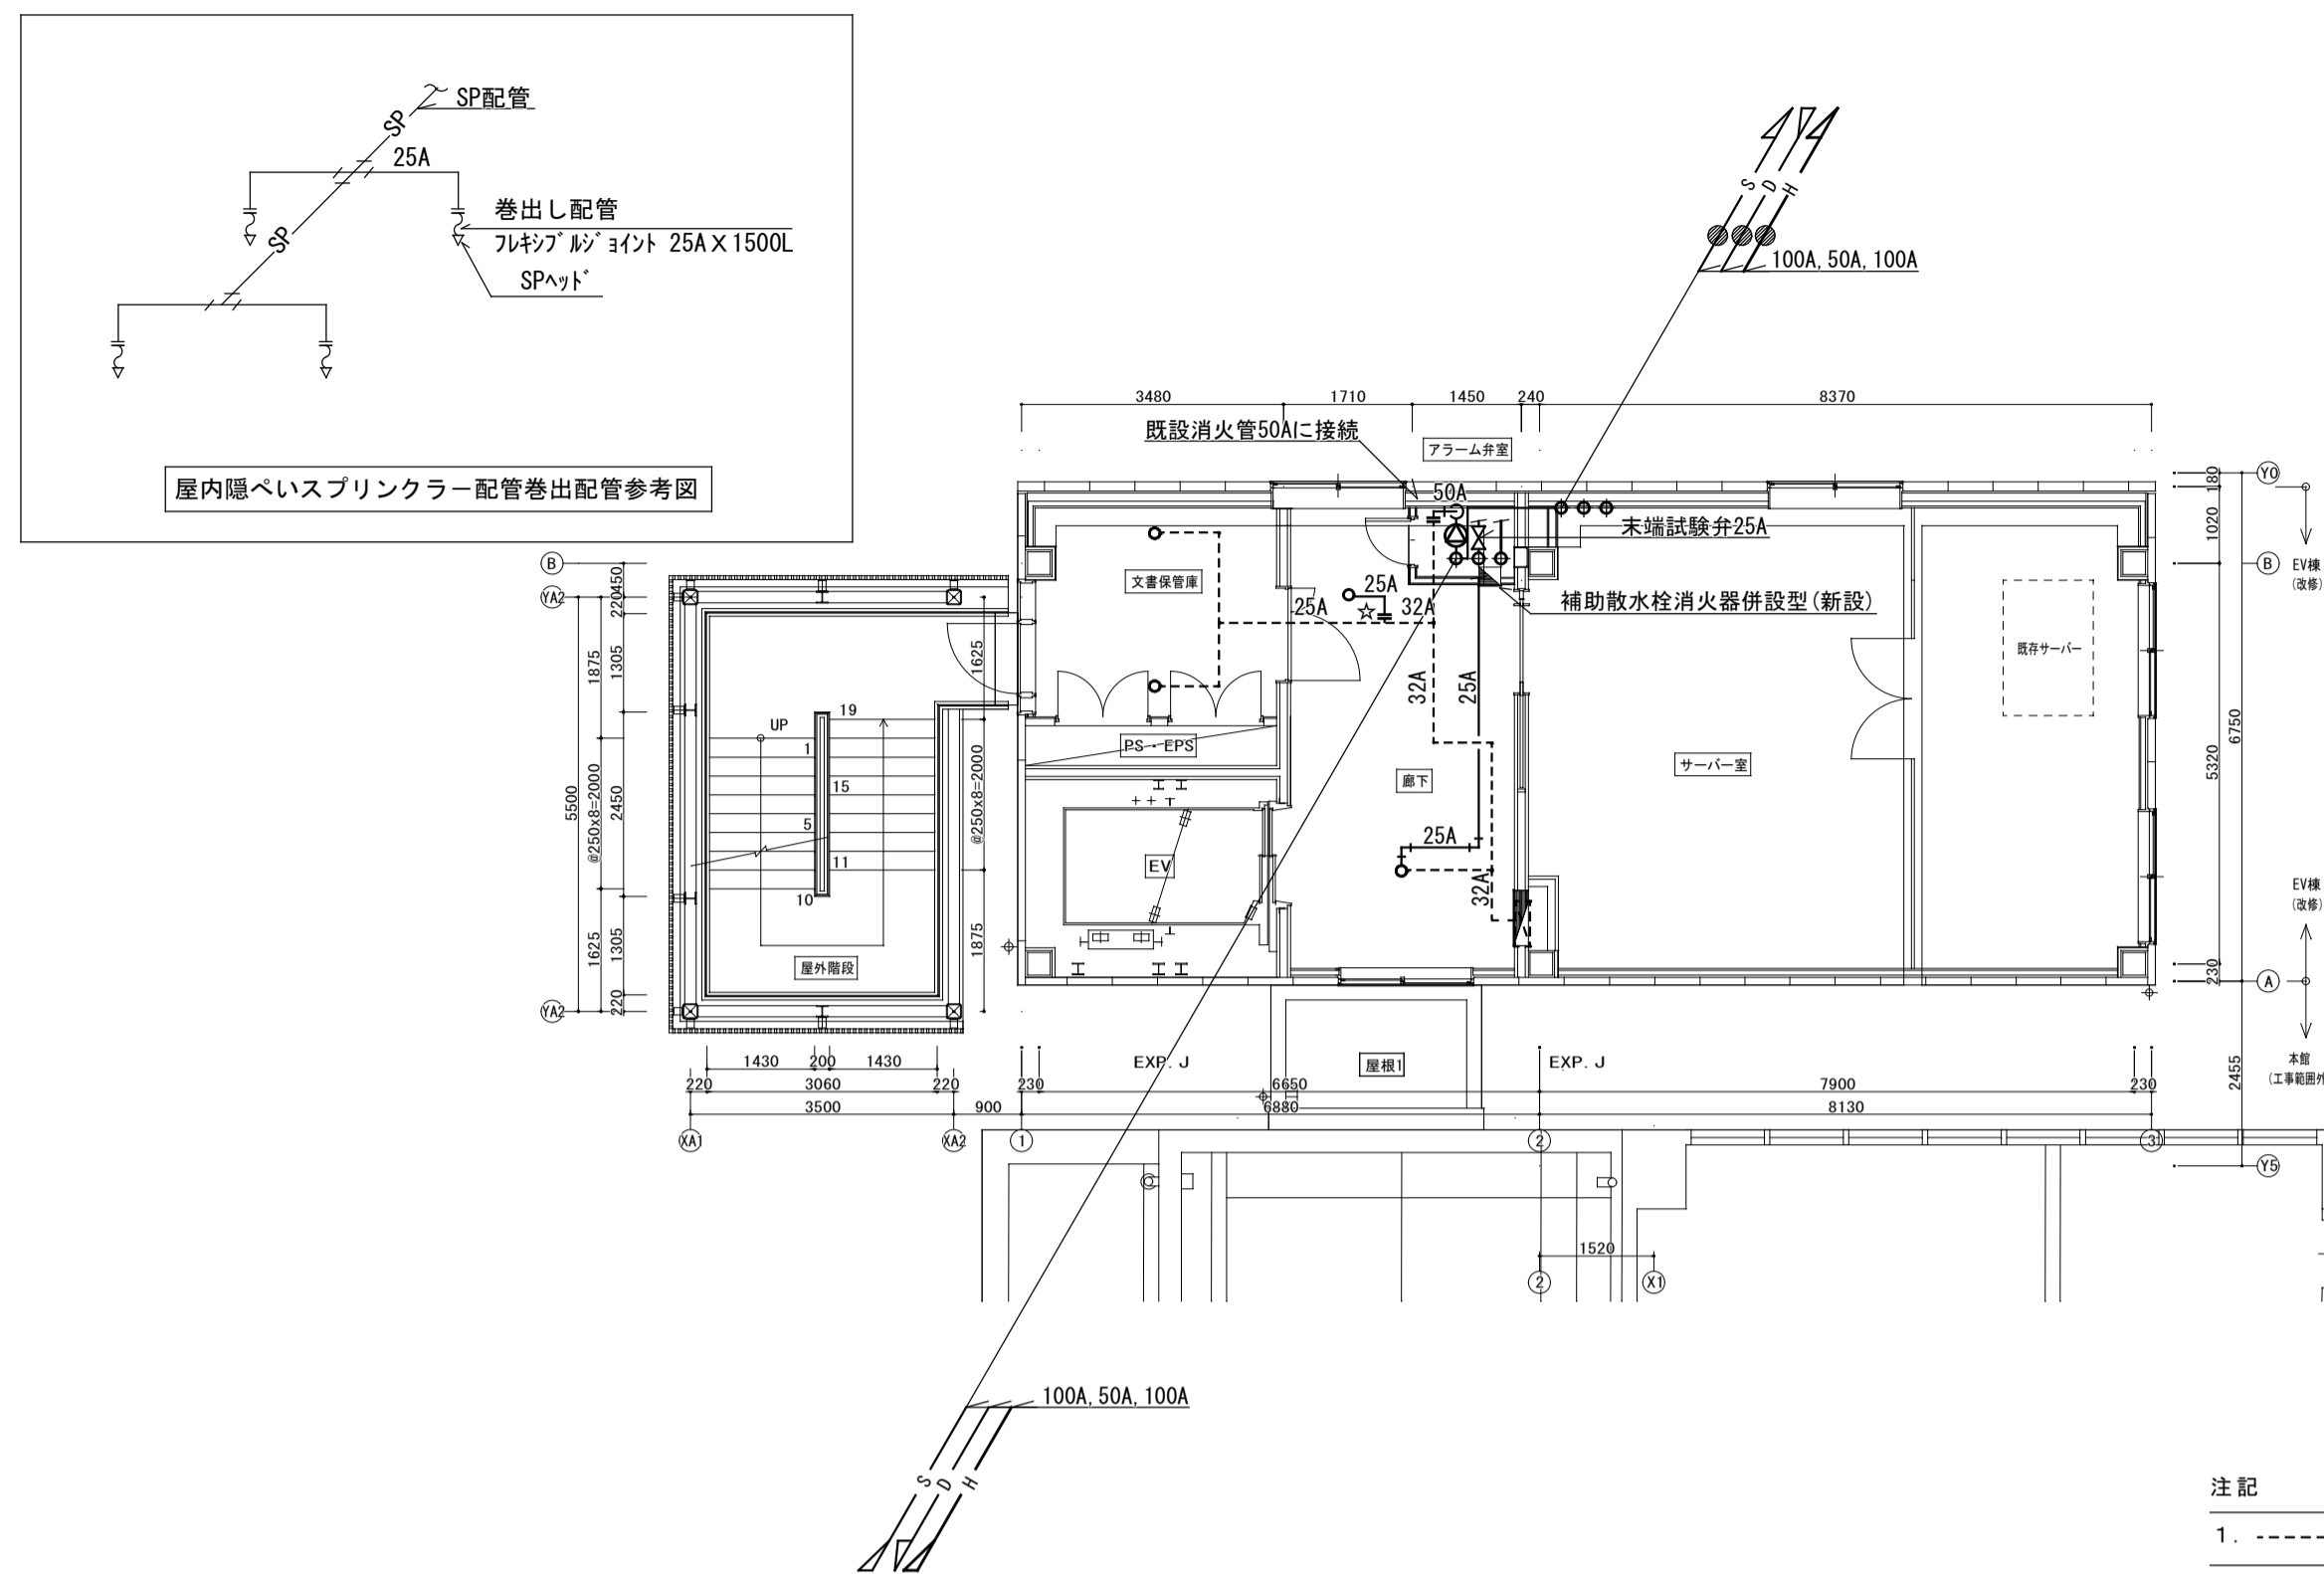 SP配管
SP
25A
巻出し配管
フレキシブルジョイント 25A×1500L
SP
SPヘッド
屋内隠ぺいスプリンクラー配管巻出配管参考図
S
D
H
100A, 50A, 100A
3480
1710
1450
240
8370
既設消火管50Aに接続
アラーム弁室
50A
末端試験弁25A
文書保管庫
25A
25A
☆
32A
補助散水栓消火器併設型(新設)
既存サーバー
32A
25A
PS・EPS
サーバー室
廊下
25A
EV
32A
UP
19
1
15
5
11
10
屋外階段
B
YA2
YA2
450
220
1305
2450
1305
220
1875
@250x8=2000
1625
5500
1625
@250x8=2000
1875
Y0
180
1020
B
EV棟
(改修)
5320
6750
EV棟
(改修)
230
A
本館
(工事範囲外
2455
Y5
1430
200
1430
220
3060
220
3500
900
EXP. J
屋根1
EXP. J
230
6650
7900
230
6880
8130
XA1
XA2
1
2
3
1520
2
X1
100A, 50A, 100A
S
D
H
注記
1.